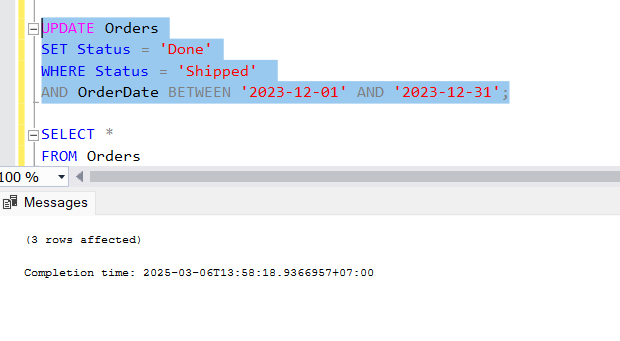 UPDATE Orders
SET Status = 'Done'
WHERE Status = 'Shipped'
AND OrderDate BETWEEN '2023-12-01' AND '2023-12-31';
SELECT *
FROM Orders
100 %
Messages
(3 rows affected)
Completion time: 2025-03-06T13:58:18.9366957+07:00